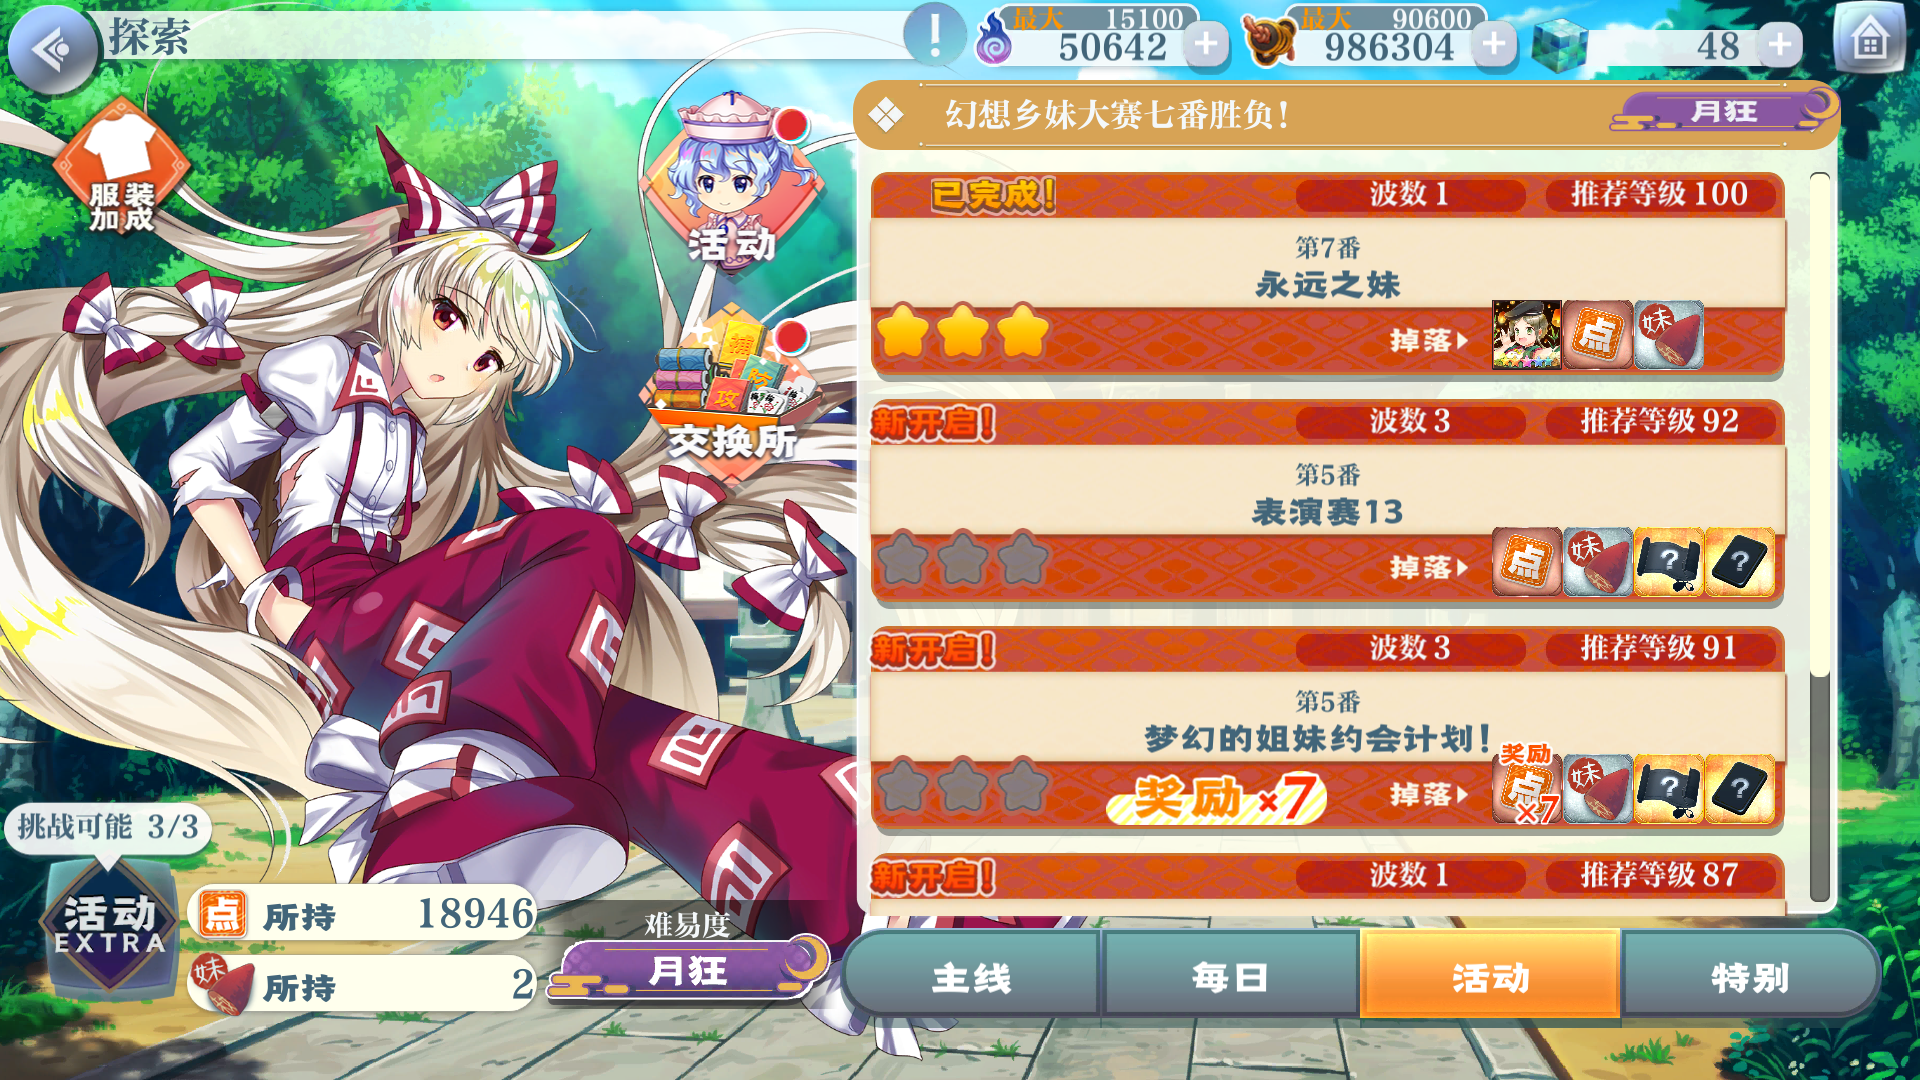 探索
!
最大 15100
50642
最大 90600
986304
48
服装
加成
活动
補
防
攻
交换所
幻想乡妹大赛七番胜负！
月狂
已完成！
波数 1
推荐等级 100
第7番
永远之妹
掉落
点
妹
新开启！
波数 3
推荐等级 92
第5番
表演赛13
掉落
点
妹
?
?
新开启！
波数 3
推荐等级 91
第5番
梦幻的姐妹约会计划！
奖励×7
掉落
奖励
点
×7
妹
?
?
新开启！
波数 1
推荐等级 87
挑战可能 3/3
活动
EXTRA
点 所持 18946
妹 所持 2
难易度
月狂
主线
每日
活动
特别